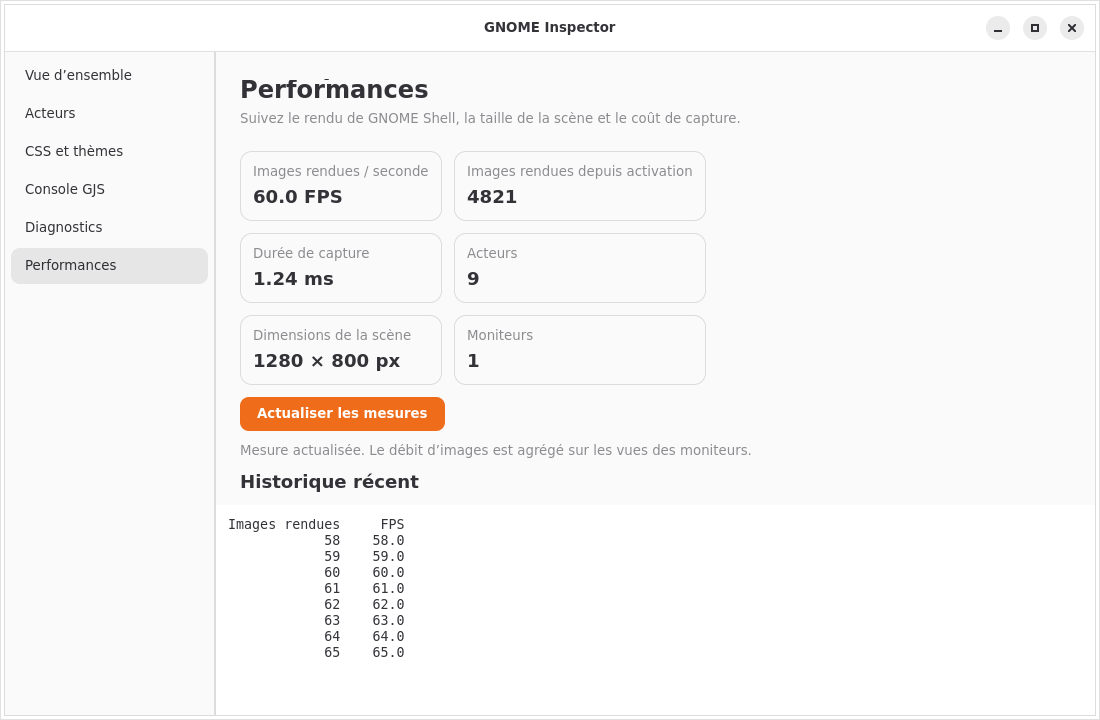 GNOME Inspector
Vue d’ensemble
Acteurs
CSS et thèmes
Console GJS
Diagnostics
Performances
Performances
Suivez le rendu de GNOME Shell, la taille de la scène et le coût de capture.
Images rendues / seconde
60.0 FPS
Images rendues depuis activation
4821
Durée de capture
1.24 ms
Acteurs
9
Dimensions de la scène
1280 × 800 px
Moniteurs
1
Actualiser les mesures
Mesure actualisée. Le débit d’images est agrégé sur les vues des moniteurs.
Historique récent
Images rendues     FPS
58    58.0
59    59.0
60    60.0
61    61.0
62    62.0
63    63.0
64    64.0
65    65.0